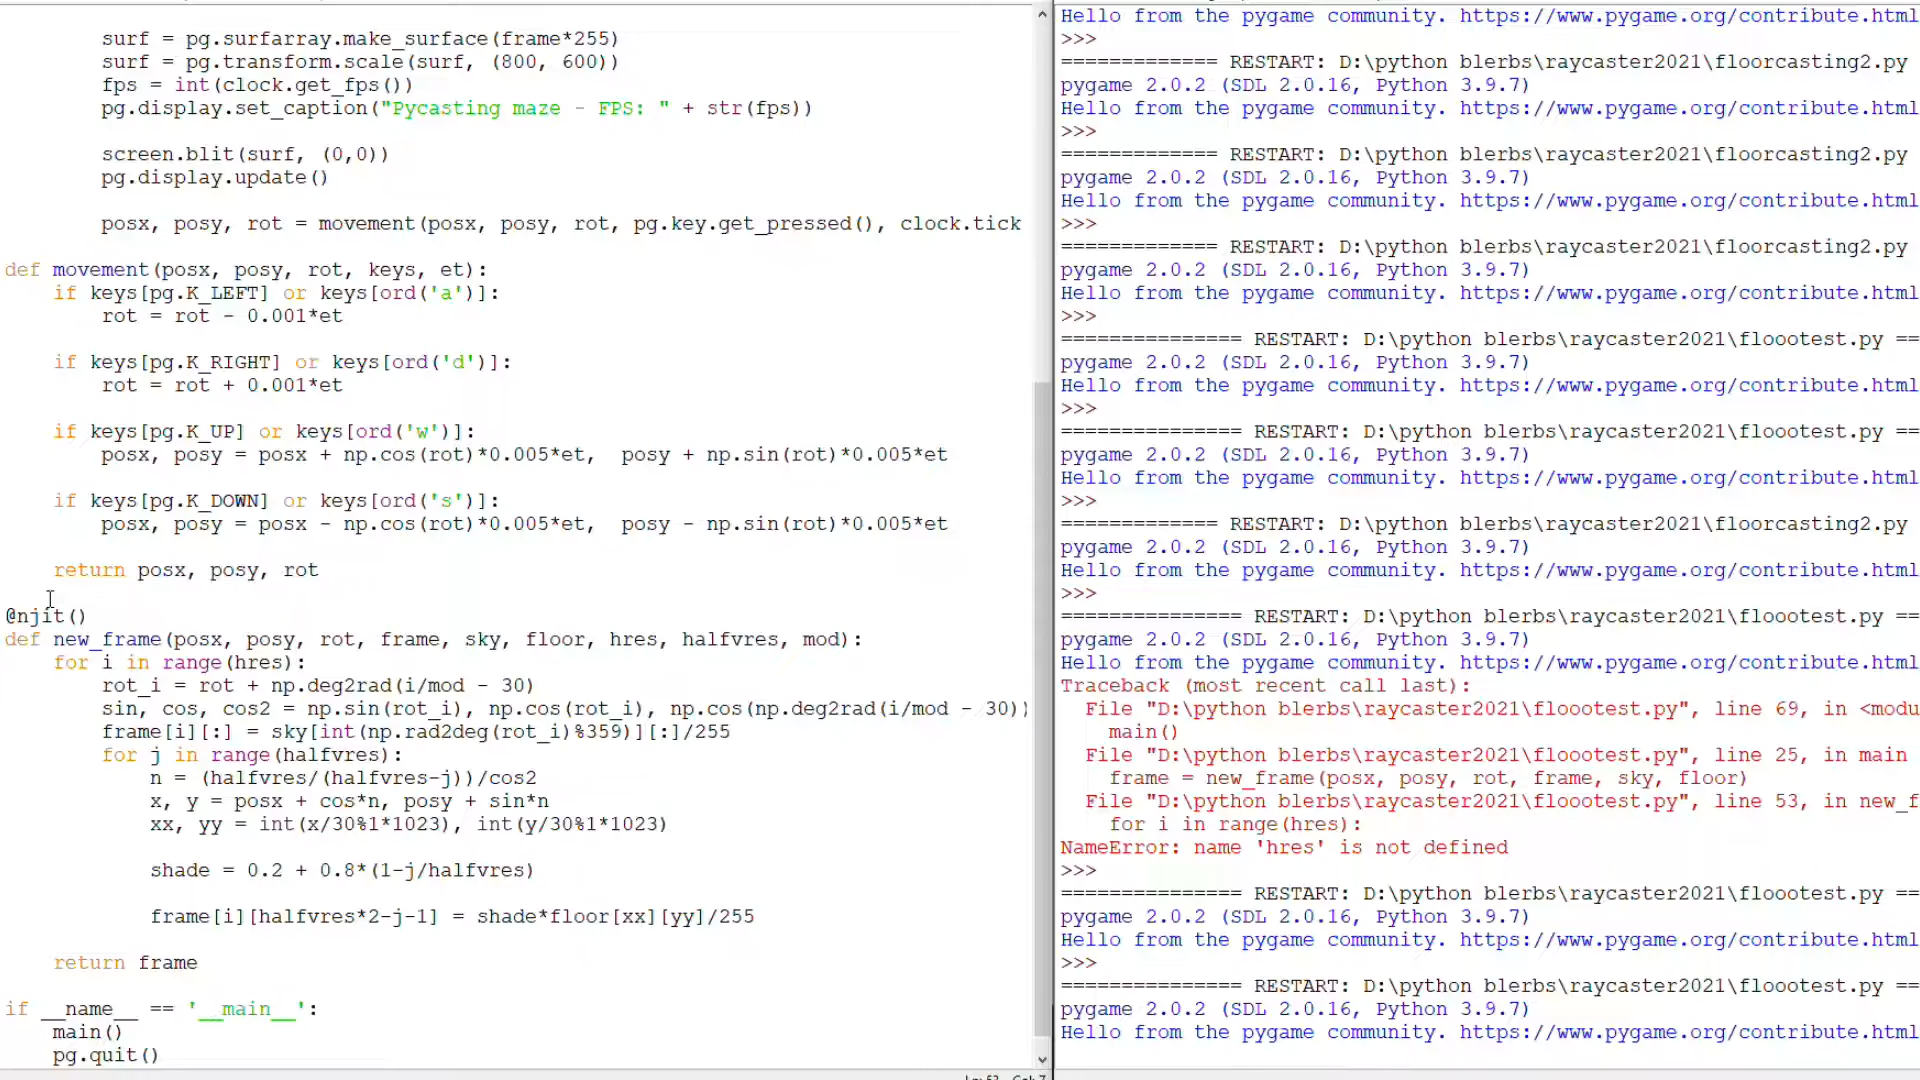 surf = pg.surfarray.make_surface(frame*255)
surf = pg.transform.scale(surf, (800, 600))
fps = int(clock.get_fps())
pg.display.set_caption("Pycasting maze - FPS: " + str(fps))
screen.blit(surf, (0,0))
pg.display.update()
posx, posy, rot = movement(posx, posy, rot, pg.key.get_pressed(), clock.tick
def movement(posx, posy, rot, keys, et):
if keys[pg.K_LEFT] or keys[ord('a')]:
rot = rot - 0.001*et
if keys[pg.K_RIGHT] or keys[ord('d')]:
rot = rot + 0.001*et
if keys[pg.K_UP] or keys[ord('w')]:
posx, posy = posx + np.cos(rot)*0.005*et,  posy + np.sin(rot)*0.005*et
if keys[pg.K_DOWN] or keys[ord('s')]:
posx, posy = posx - np.cos(rot)*0.005*et,  posy - np.sin(rot)*0.005*et
return posx, posy, rot
@njit()
def new_frame(posx, posy, rot, frame, sky, floor, hres, halfvres, mod):
for i in range(hres):
rot_i = rot + np.deg2rad(i/mod - 30)
sin, cos, cos2 = np.sin(rot_i), np.cos(rot_i), np.cos(np.deg2rad(i/mod - 30))
frame[i][:] = sky[int(np.rad2deg(rot_i)%359)][:]/255
for j in range(halfvres):
n = (halfvres/(halfvres-j))/cos2
x, y = posx + cos*n, posy + sin*n
xx, yy = int(x/30%1*1023), int(y/30%1*1023)
shade = 0.2 + 0.8*(1-j/halfvres)
frame[i][halfvres*2-j-1] = shade*floor[xx][yy]/255
return frame
if __name__ == '__main__':
main()
pg.quit()
Hello from the pygame community. https://www.pygame.org/contribute.html
>>>
============= RESTART: D:\python blerbs\raycaster2021\floorcasting2.py
pygame 2.0.2 (SDL 2.0.16, Python 3.9.7)
Hello from the pygame community. https://www.pygame.org/contribute.html
>>>
============= RESTART: D:\python blerbs\raycaster2021\floorcasting2.py
pygame 2.0.2 (SDL 2.0.16, Python 3.9.7)
Hello from the pygame community. https://www.pygame.org/contribute.html
>>>
============= RESTART: D:\python blerbs\raycaster2021\floorcasting2.py
pygame 2.0.2 (SDL 2.0.16, Python 3.9.7)
Hello from the pygame community. https://www.pygame.org/contribute.html
>>>
=============== RESTART: D:\python blerbs\raycaster2021\floootest.py ==
pygame 2.0.2 (SDL 2.0.16, Python 3.9.7)
Hello from the pygame community. https://www.pygame.org/contribute.html
>>>
=============== RESTART: D:\python blerbs\raycaster2021\floootest.py ==
pygame 2.0.2 (SDL 2.0.16, Python 3.9.7)
Hello from the pygame community. https://www.pygame.org/contribute.html
>>>
============= RESTART: D:\python blerbs\raycaster2021\floorcasting2.py
pygame 2.0.2 (SDL 2.0.16, Python 3.9.7)
Hello from the pygame community. https://www.pygame.org/contribute.html
>>>
=============== RESTART: D:\python blerbs\raycaster2021\floootest.py ==
pygame 2.0.2 (SDL 2.0.16, Python 3.9.7)
Hello from the pygame community. https://www.pygame.org/contribute.html
Traceback (most recent call last):
File "D:\python blerbs\raycaster2021\floootest.py", line 69, in <modu
main()
File "D:\python blerbs\raycaster2021\floootest.py", line 25, in main
frame = new_frame(posx, posy, rot, frame, sky, floor)
File "D:\python blerbs\raycaster2021\floootest.py", line 53, in new_f
for i in range(hres):
NameError: name 'hres' is not defined
>>>
=============== RESTART: D:\python blerbs\raycaster2021\floootest.py ==
pygame 2.0.2 (SDL 2.0.16, Python 3.9.7)
Hello from the pygame community. https://www.pygame.org/contribute.html
>>>
=============== RESTART: D:\python blerbs\raycaster2021\floootest.py ==
pygame 2.0.2 (SDL 2.0.16, Python 3.9.7)
Hello from the pygame community. https://www.pygame.org/contribute.html